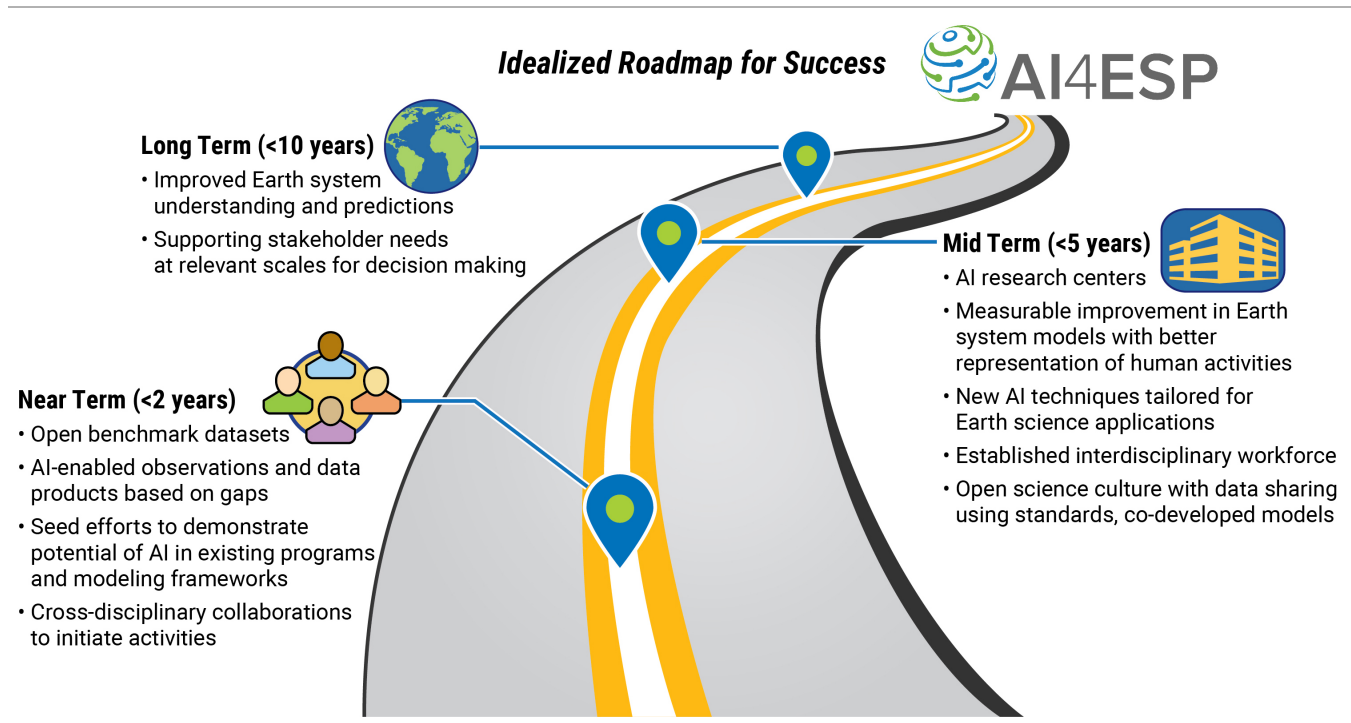 Idealized Roadmap for Success
AI4ESP
Long Term (<10 years)
• Improved Earth system
understanding and predictions
• Supporting stakeholder needs
at relevant scales for decision making
Mid Term (<5 years)
• AI research centers
• Measurable improvement in Earth
system models with better
representation of human activities
• New AI techniques tailored for
Earth science applications
• Established interdisciplinary workforce
• Open science culture with data sharing
using standards, co-developed models
Near Term (<2 years)
• Open benchmark datasets
• AI-enabled observations and data
products based on gaps
• Seed efforts to demonstrate
potential of AI in existing programs
and modeling frameworks
• Cross-disciplinary collaborations
to initiate activities